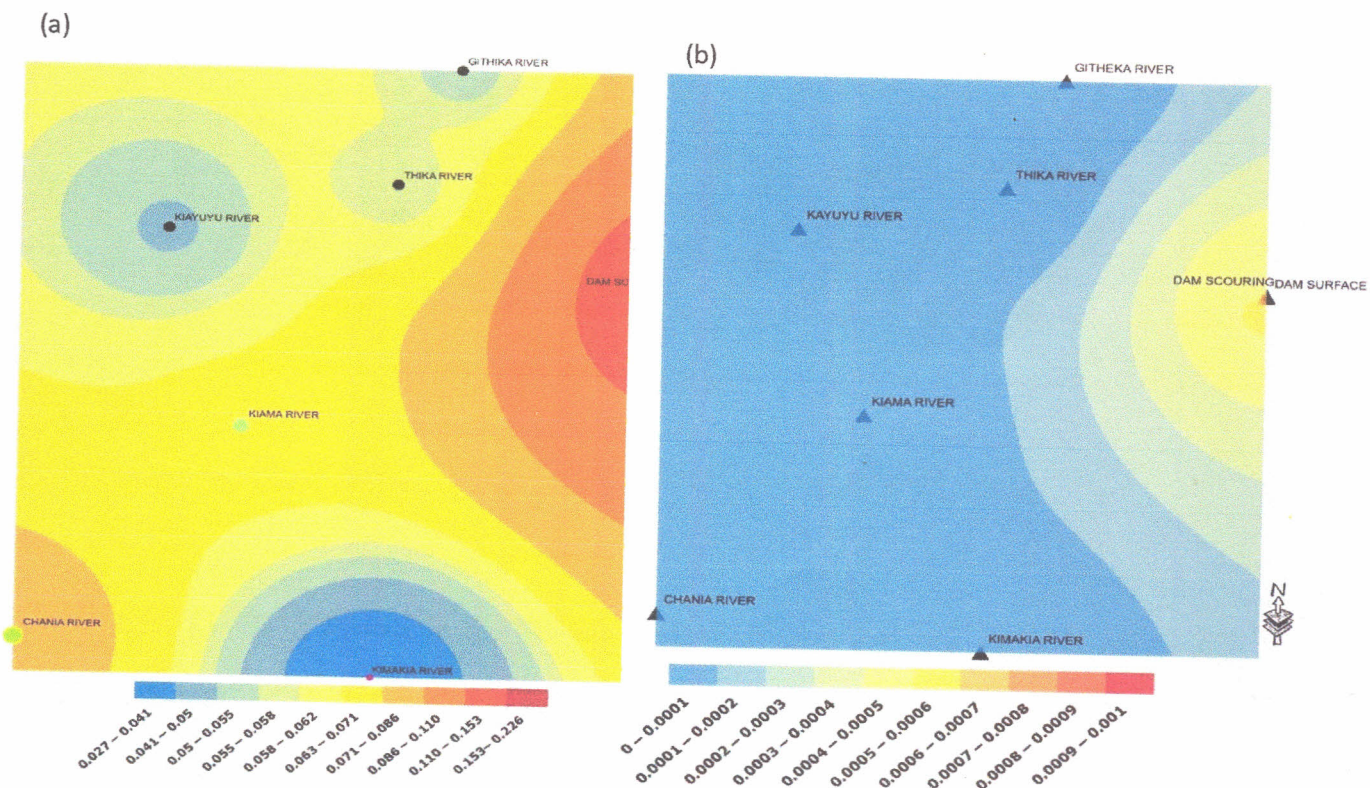 (a)
GITHIKA RIVER
THIKA RIVER
KIAYUYU RIVER
DAM SU
KIAMA RIVER
CHANIA RIVER
KIMAKIA RIVER
0.027 – 0.041
0.041 – 0.05
0.05 – 0.055
0.055 – 0.058
0.058 – 0.062
0.063 – 0.071
0.071 – 0.086
0.086 – 0.110
0.110 – 0.153
0.153– 0.226
(b)
GITHEKA RIVER
THIKA RIVER
KAYUYU RIVER
DAM SCOURING DAM SURFACE
KIAMA RIVER
CHANIA RIVER
KIMAKIA RIVER
N
0 – 0.0001
0.0001 – 0.0002
0.0002 – 0.0003
0.0003 – 0.0004
0.0004 – 0.0005
0.0005 – 0.0006
0.0006 – 0.0007
0.0007 – 0.0008
0.0008 – 0.0009
0.0009 – 0.001